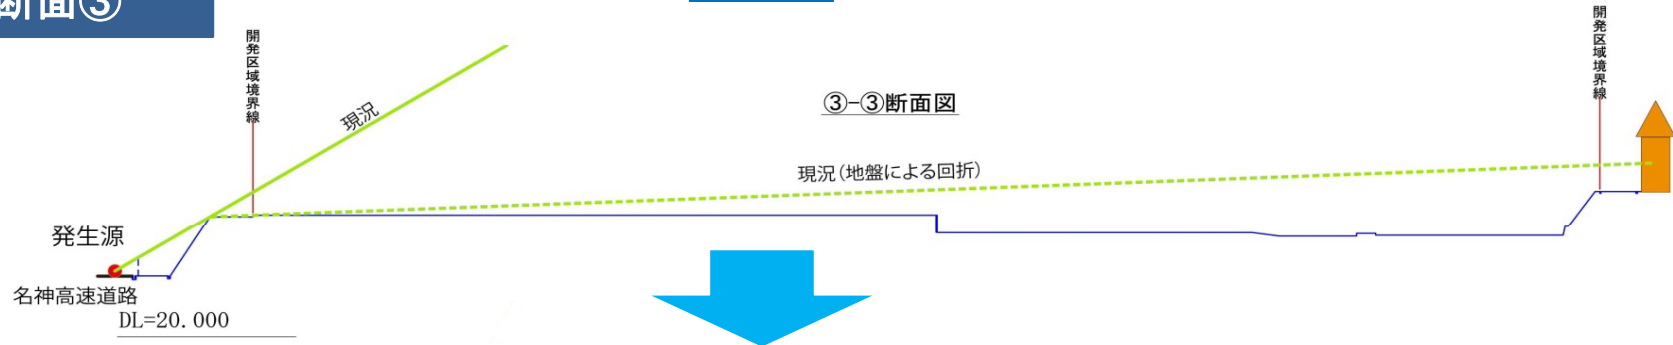 断面③
開発区域境界線
開発区域境界線
現況
③-③断面図
現況（地盤による回折）
発生源
名神高速道路
DL=20.000